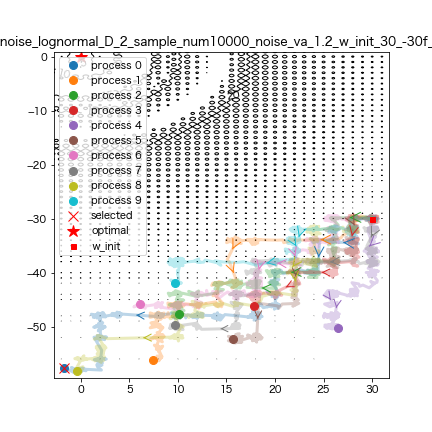 noise_lognormal_D_2_sample_num10000_noise_va_1.2_w_init_30_-30f_
process 0
process 1
process 2
process 3
process 4
process 5
process 6
process 7
process 8
process 9
selected
optimal
w_init
0
−10
−20
−30
−40
−50
0 5 10 15 20 25 30